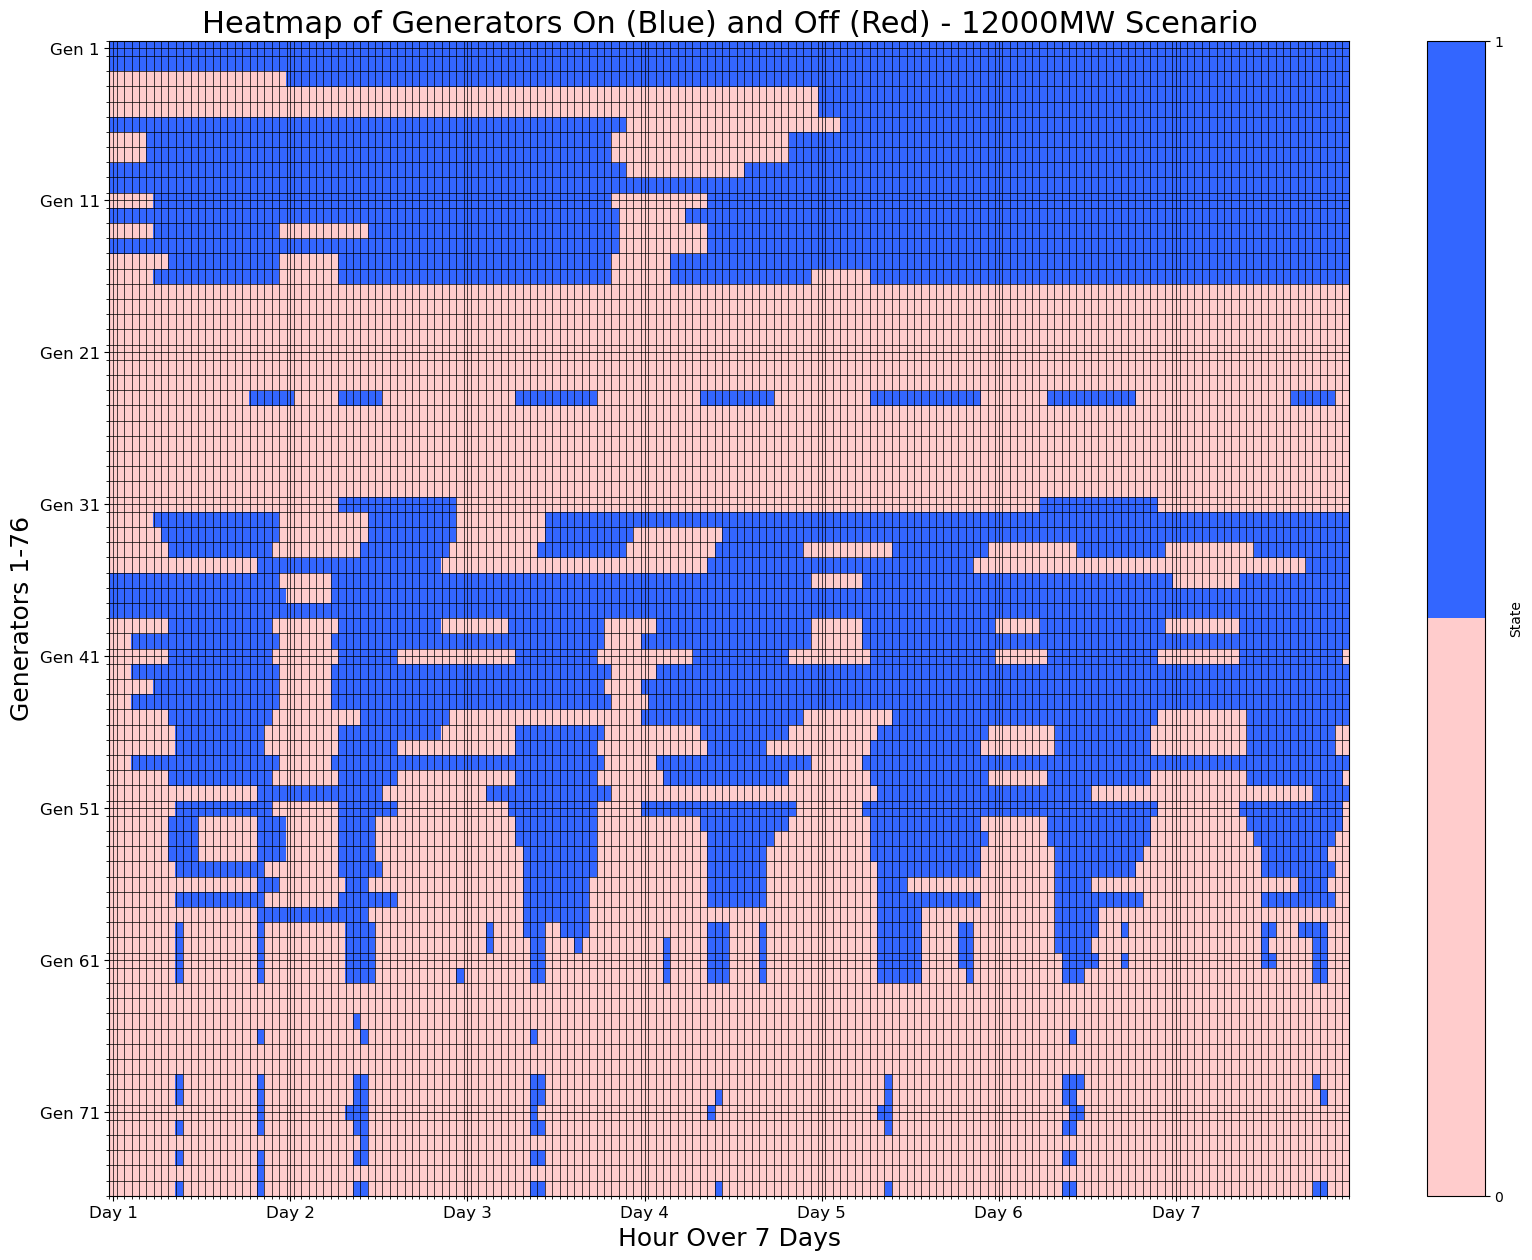 Heatmap of Generators On (Blue) and Off (Red) - 12000MW Scenario
Gen 1
Gen 11
Gen 21
Gen 31
Gen 41
Gen 51
Gen 61
Gen 71
Generators 1-76
Day 1
Day 2
Day 3
Day 4
Day 5
Day 6
Day 7
Hour Over 7 Days
1
0
State